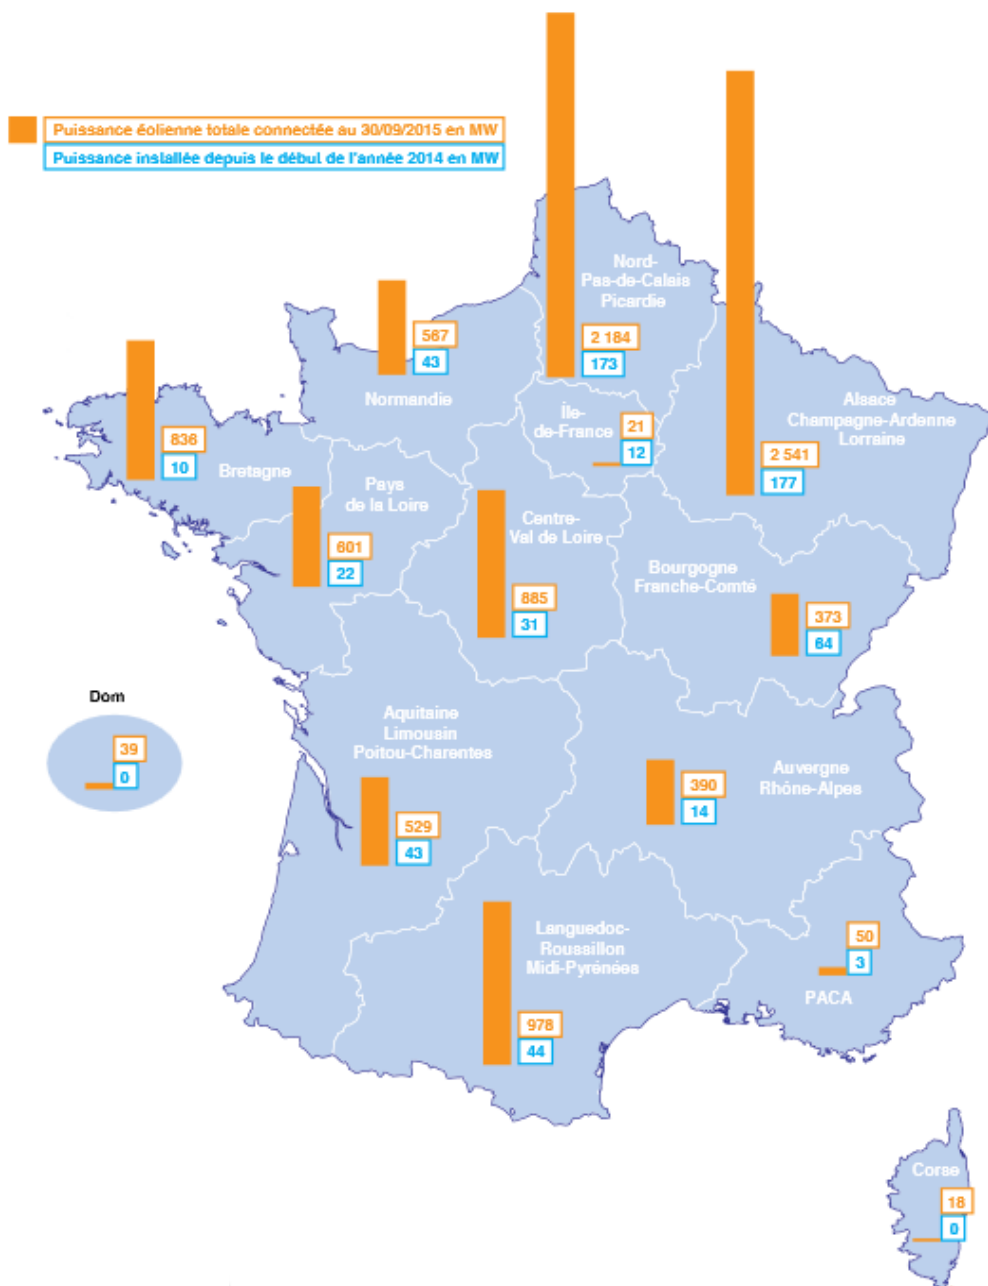 Puissance éolienne totale connectée au 30/09/2015 en MW
Puissance installée depuis le début de l'année 2014 en MW
Nord-
Pas-de-Calais
Picardie
2 184
173
567
43
Normandie
Île-
de-France
21
12
Alsace
Champagne-Ardenne
Lorraine
2 541
177
836
10
Bretagne
Pays
de la Loire
601
22
Centre-
Val de Loire
885
31
Bourgogne
Franche-Comté
373
64
Dom
39
0
Aquitaine
Limousin
Poitou-Charentes
529
43
Auvergne
Rhône-Alpes
390
14
Languedoc-
Roussillon
Midi-Pyrénées
978
44
50
3
PACA
Corse
18
0